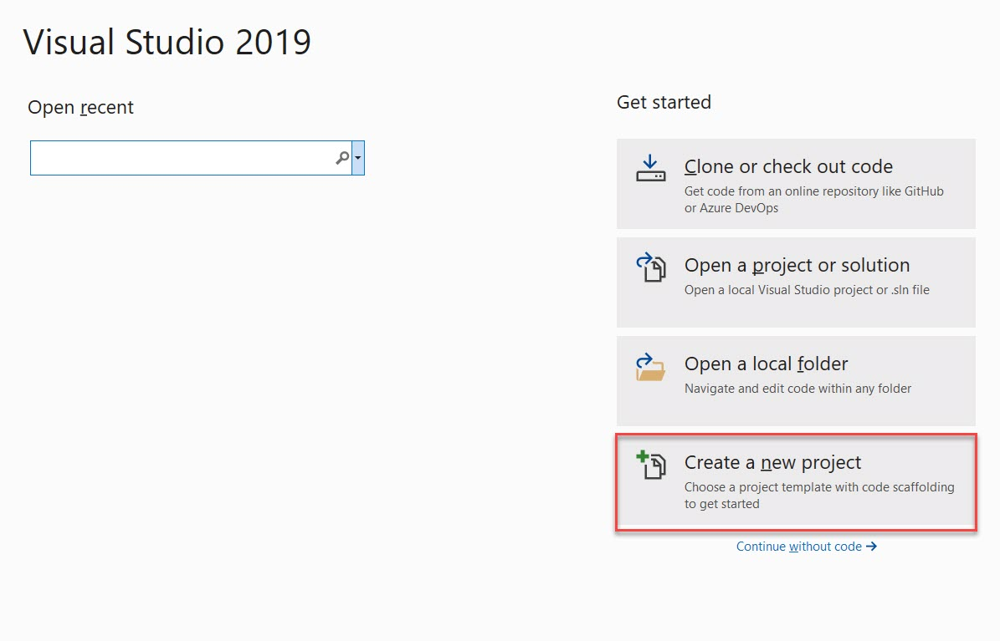 Visual Studio 2019
Open recent
Get started
Clone or check out code
Get code from an online repository like GitHub
or Azure DevOps
Open a project or solution
Open a local Visual Studio project or .sln file
Open a local folder
Navigate and edit code within any folder
Create a new project
Choose a project template with code scaffolding
to get started
Continue without code →